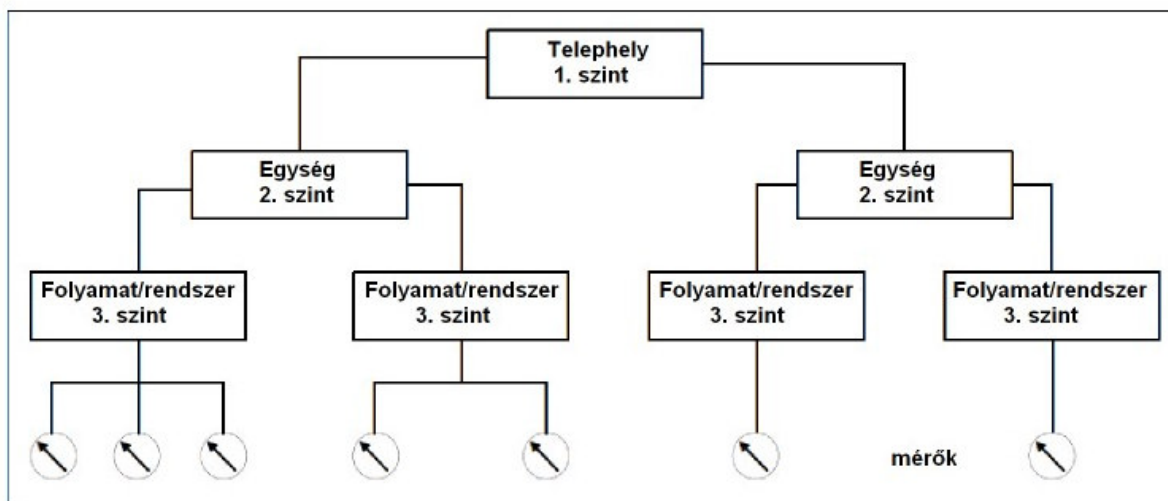 Telephely
1. szint
Egység
2. szint
Egység
2. szint
Folyamat/rendszer
3. szint
Folyamat/rendszer
3. szint
Folyamat/rendszer
3. szint
Folyamat/rendszer
3. szint
mérők